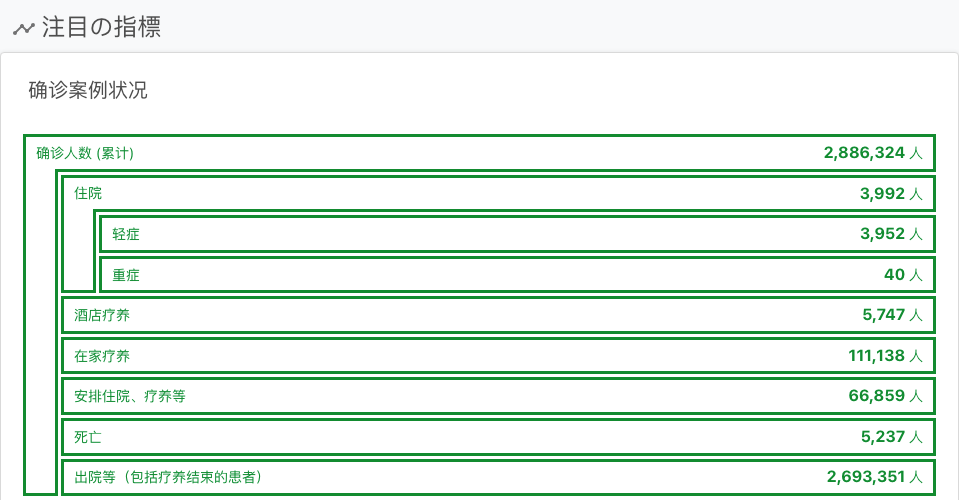 注目の指標
确诊案例状况
确诊人数 (累计) 2,886,324 人
住院 3,992 人
轻症 3,952 人
重症 40 人
酒店疗养 5,747 人
在家疗养 111,138 人
安排住院、疗养等 66,859 人
死亡 5,237 人
出院等（包括疗养结束的患者） 2,693,351 人